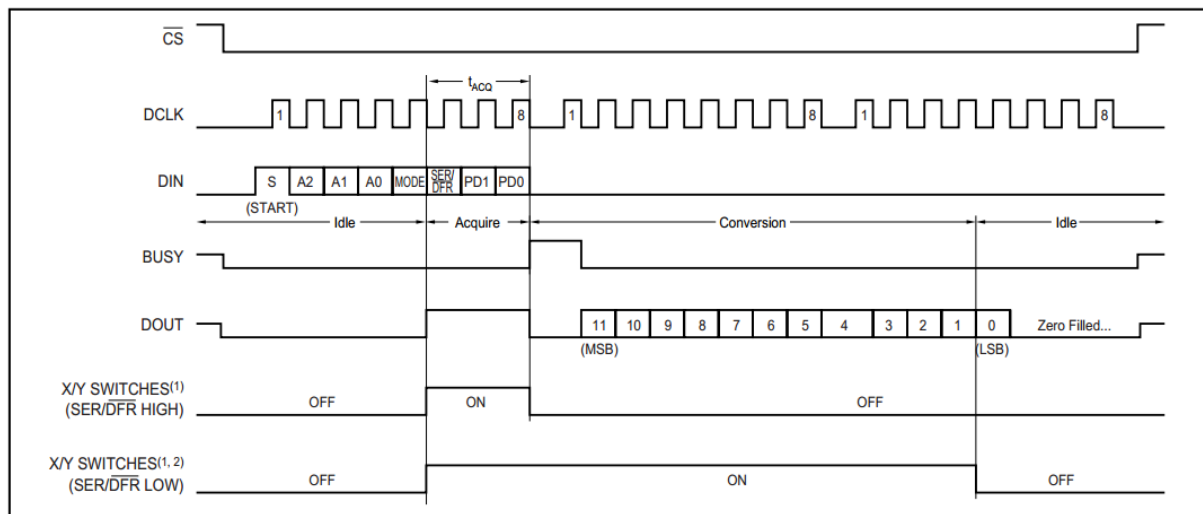 CS
tACQ
DCLK 1 8 1 8 1 8
DIN S A2 A1 A0 MODE SER/DFR PD1 PD0
(START)
Idle Acquire Conversion Idle
BUSY
DOUT 11 10 9 8 7 6 5 4 3 2 1 0 Zero Filled...
(MSB) (LSB)
X/Y SWITCHES(1)
(SER/DFR HIGH) OFF ON OFF
X/Y SWITCHES(1, 2)
(SER/DFR LOW) OFF ON OFF